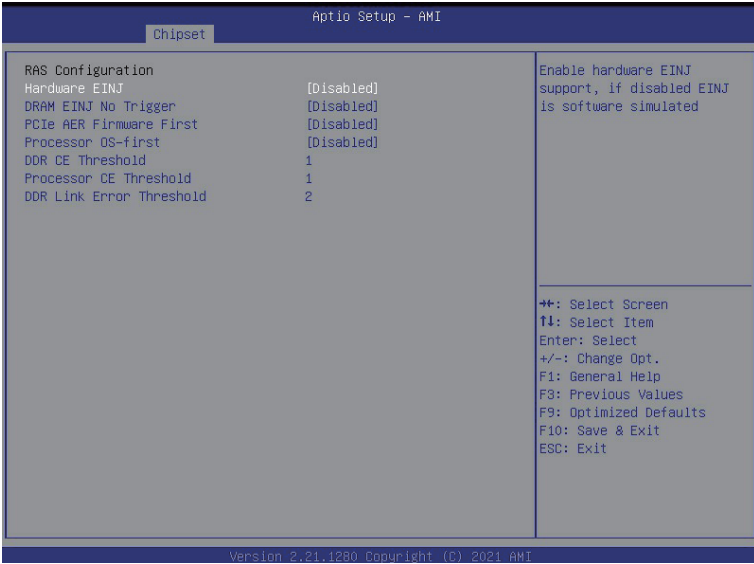 Aptio Setup – AMI
Chipset
RAS Configuration
Hardware EINJ [Disabled]
DRAM EINJ No Trigger [Disabled]
PCIe AER Firmware First [Disabled]
Processor OS-first [Disabled]
DDR CE Threshold 1
Processor CE Threshold 1
DDR Link Error Threshold 2
Enable hardware EINJ
support, if disabled EINJ
is software simulated
→←: Select Screen
↑↓: Select Item
Enter: Select
+/-: Change Opt.
F1: General Help
F3: Previous Values
F9: Optimized Defaults
F10: Save & Exit
ESC: Exit
Version 2.21.1280 Copyright (C) 2021 AMI